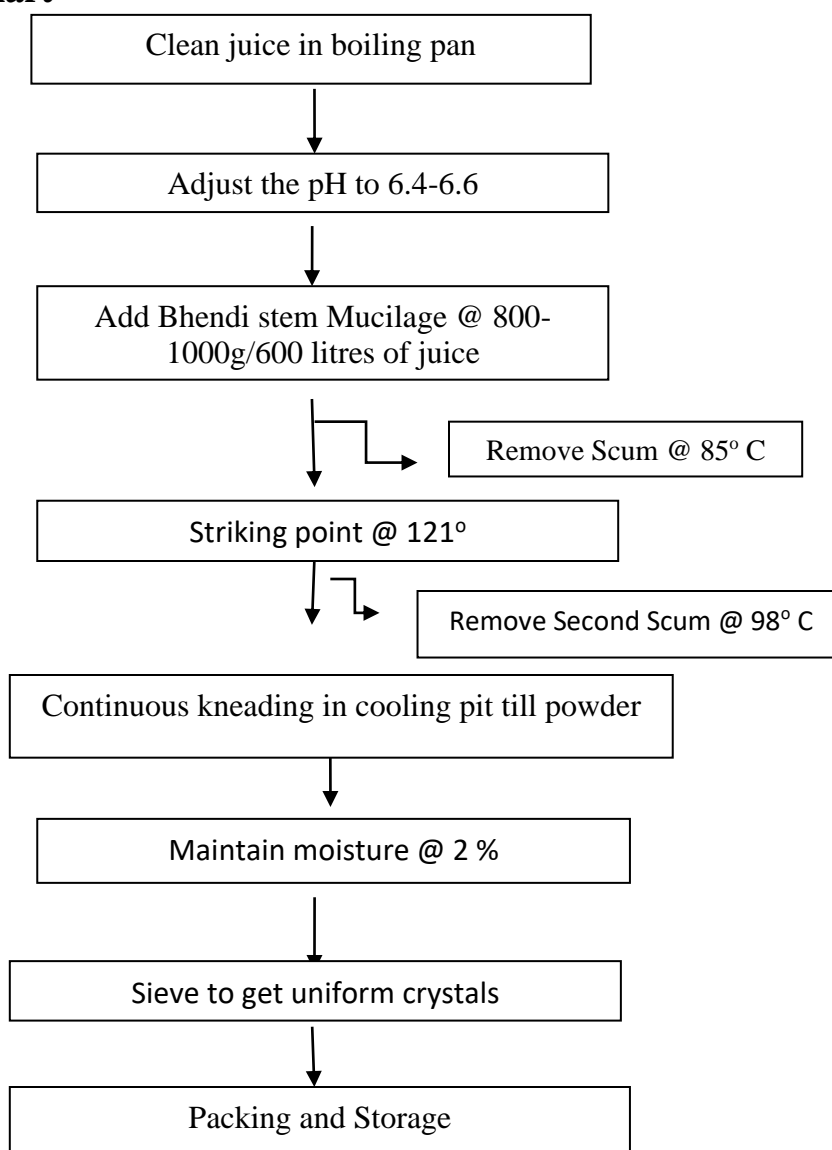 Clean juice in boiling pan
Adjust the pH to 6.4-6.6
Add Bhendi stem Mucilage @ 800-
1000g/600 litres of juice
Remove Scum @ 85º C
Striking point @ 121º
Remove Second Scum @ 98º C
Continuous kneading in cooling pit till powder
Maintain moisture @ 2 %
Sieve to get uniform crystals
Packing and Storage